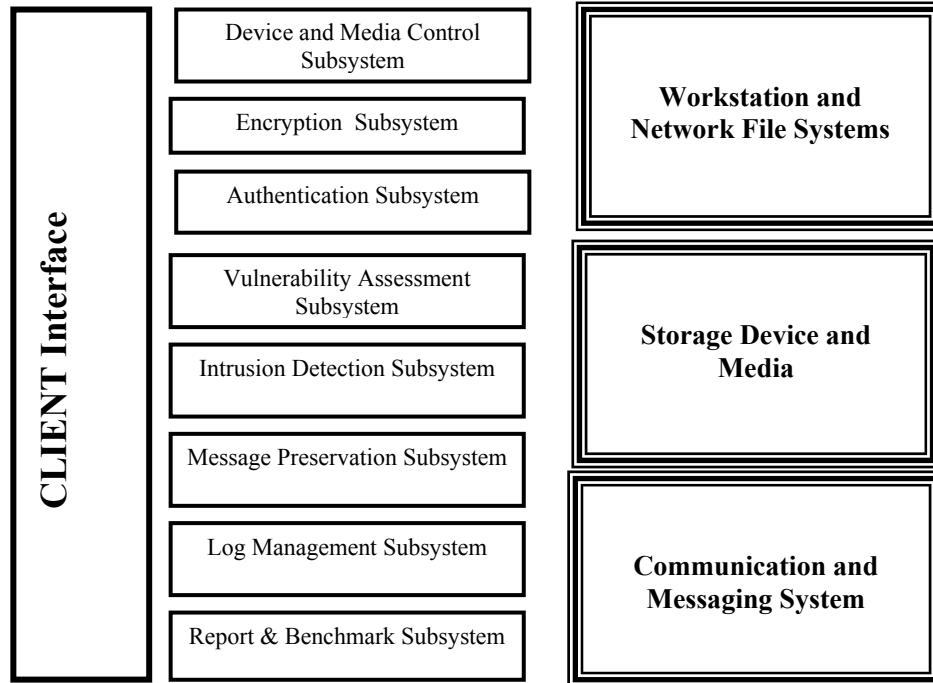 CLIENT Interface
Device and Media Control
Subsystem
Encryption Subsystem
Authentication Subsystem
Vulnerability Assessment
Subsystem
Intrusion Detection Subsystem
Message Preservation Subsystem
Log Management Subsystem
Report & Benchmark Subsystem
Workstation and
Network File Systems
Storage Device and
Media
Communication and
Messaging System